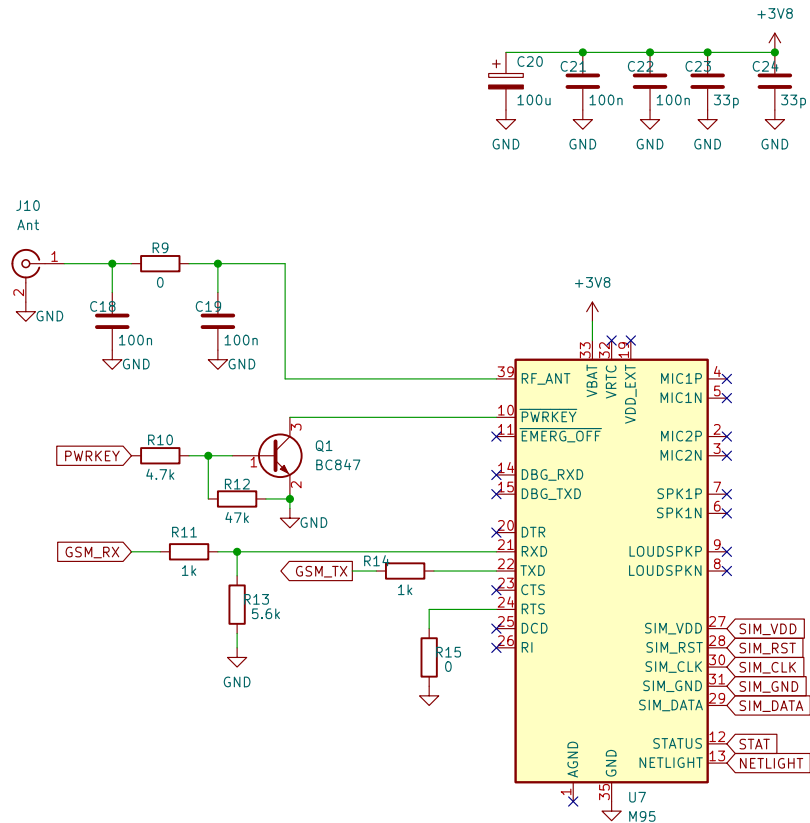 +3V8
C20
C21
C22
C23
C24
+
100u
100n
100n
33p
33p
GND
GND
GND
GND
GND
J10
Ant
1
2
GND
R9
0
C18
100n
GND
C19
100n
GND
+3V8
33
32
19
VBAT
VRTC
VDD_EXT
39
RF_ANT
10
PWRKEY
11
EMERG_OFF
14
DBG_RXD
15
DBG_TXD
20
DTR
21
RXD
22
TXD
23
CTS
24
RTS
25
DCD
26
RI
MIC1P
4
MIC1N
5
MIC2P
2
MIC2N
3
SPK1P
7
SPK1N
6
LOUDSPKP
9
LOUDSPKN
8
SIM_VDD
27
SIM_VDD
SIM_RST
28
SIM_RST
SIM_CLK
30
SIM_CLK
SIM_GND
31
SIM_GND
SIM_DATA
29
SIM_DATA
STATUS
12
STAT
NETLIGHT
13
NETLIGHT
AGND
GND
1
35
U7
M95
PWRKEY
R10
4.7k
1
3
2
Q1
BC847
R12
47k
GND
GSM_RX
R11
1k
R13
5.6k
GND
GSM_TX
R14
1k
R15
0